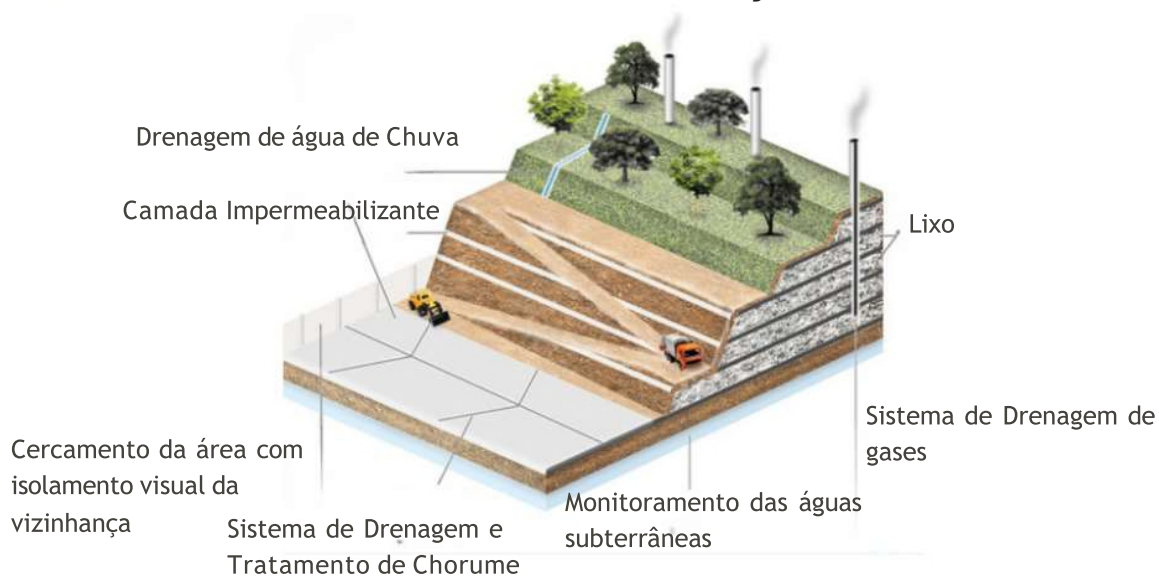 Drenagem de água de Chuva
Camada Impermeabilizante
Lixo
Sistema de Drenagem de
gases
Cercamento da área com
isolamento visual da
vizinhança
Monitoramento das águas
subterrâneas
Sistema de Drenagem e
Tratamento de Chorume